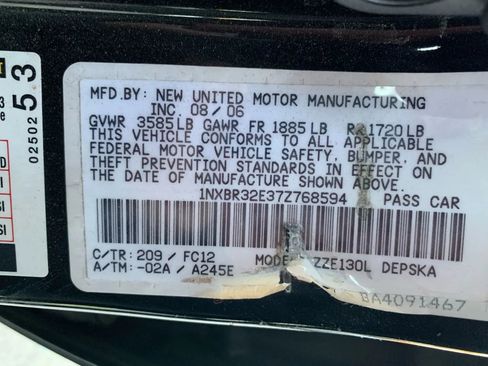 MFD.BY: NEW UNITED MOTOR MANUFACTURING
INC. 08/06
GVWR 3585LB GAWR FR 1885LB RR 1720LB
THIS VEHICLE CONFORMS TO ALL APPLICABLE
FEDERAL MOTOR VEHICLE SAFETY, BUMPER, AND
THEFT PREVENTION STANDARDS IN EFFECT ON
THE DATE OF MANUFACTURE SHOWN ABOVE.
1NXBR32E37Z768594 PASS CAR
C/TR: 209/FC12 MODEL: ZZE130L DEPSKA
A/TM: -02A/A245E
BA4091467
02502 53